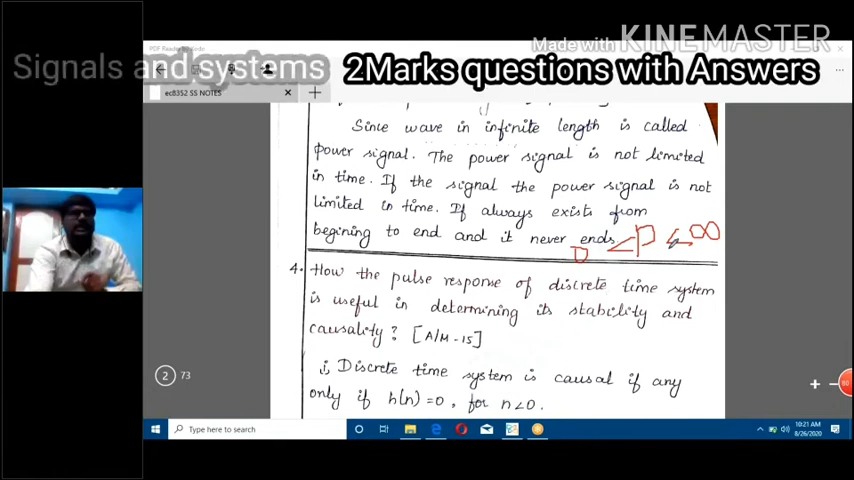 Made with KINEMASTER
Signals and systems 2Marks questions with Answers
ec8352 SS NOTES
Since wave in infinite length is called
power signal. The power signal is not limited
in time. If the signal the power signal is not
limited in time. If always exists from
begining to end and it never ends
0 < P < ∞
4. How the pulse response of discrete time system
is useful in determining its stability and
causality? [A/M-15]
i, Discrete time system is causal if any
only if h(n) = 0, for n<0.
2 73
80
Type here to search
10:21 AM
8/26/2020